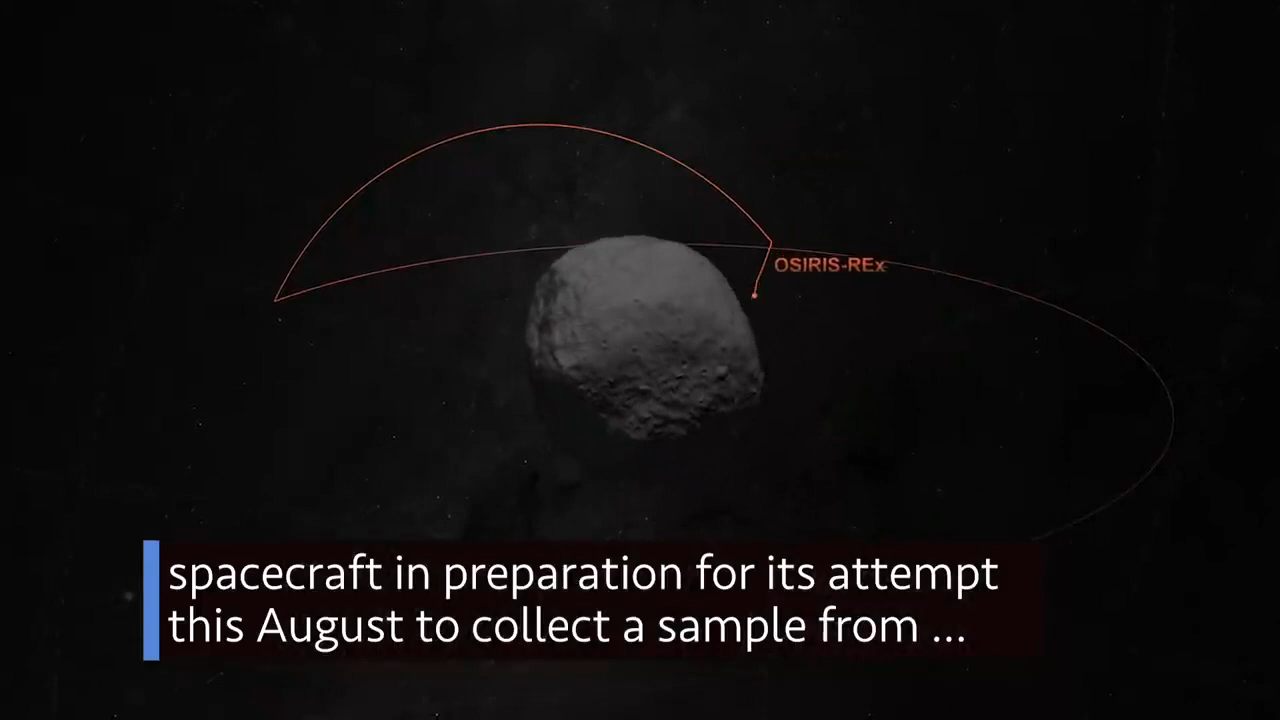 OSIRIS-REx
spacecraft in preparation for its attempt
this August to collect a sample from ...